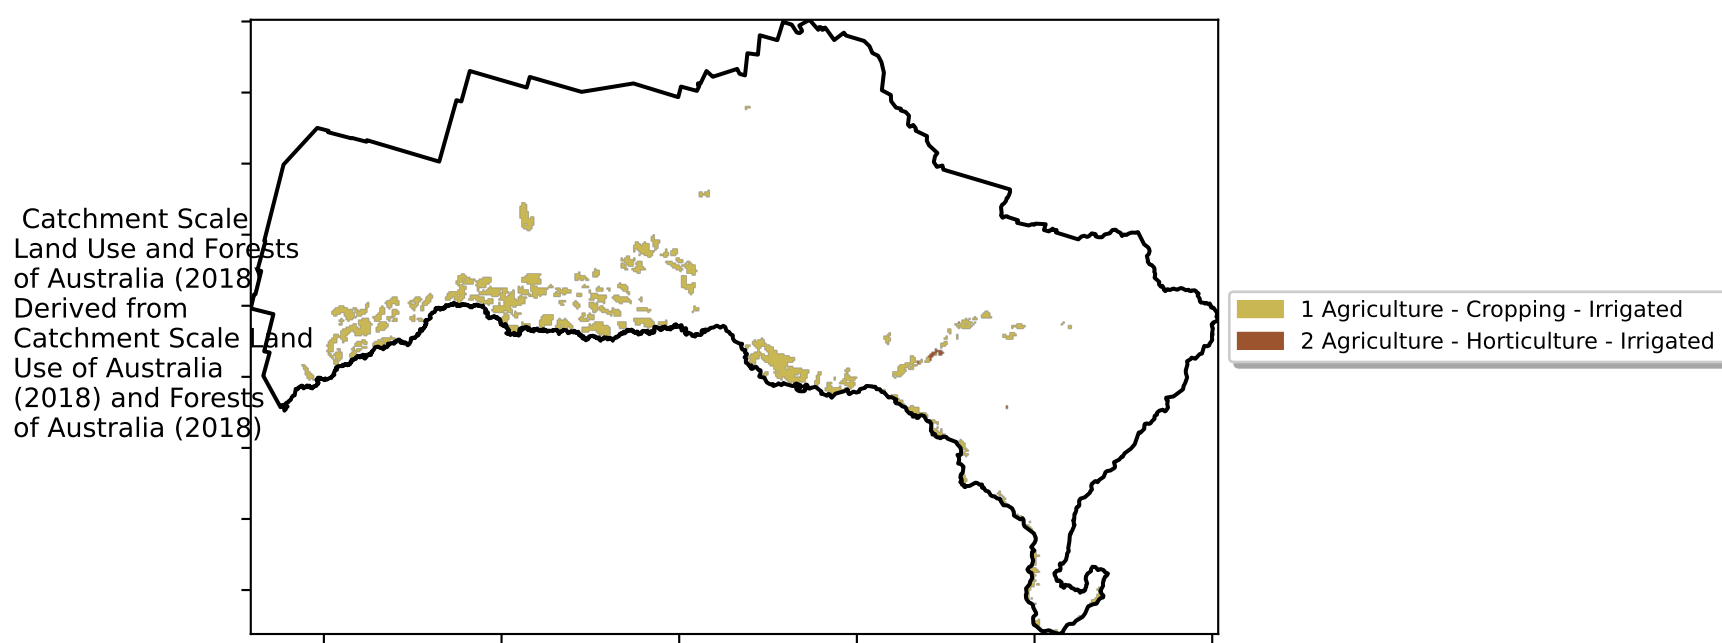 Catchment Scale
Land Use and Forests
of Australia (2018)
Derived from
Catchment Scale Land
Use of Australia
(2018) and Forests
of Australia (2018)
1 Agriculture - Cropping - Irrigated
2 Agriculture - Horticulture - Irrigated